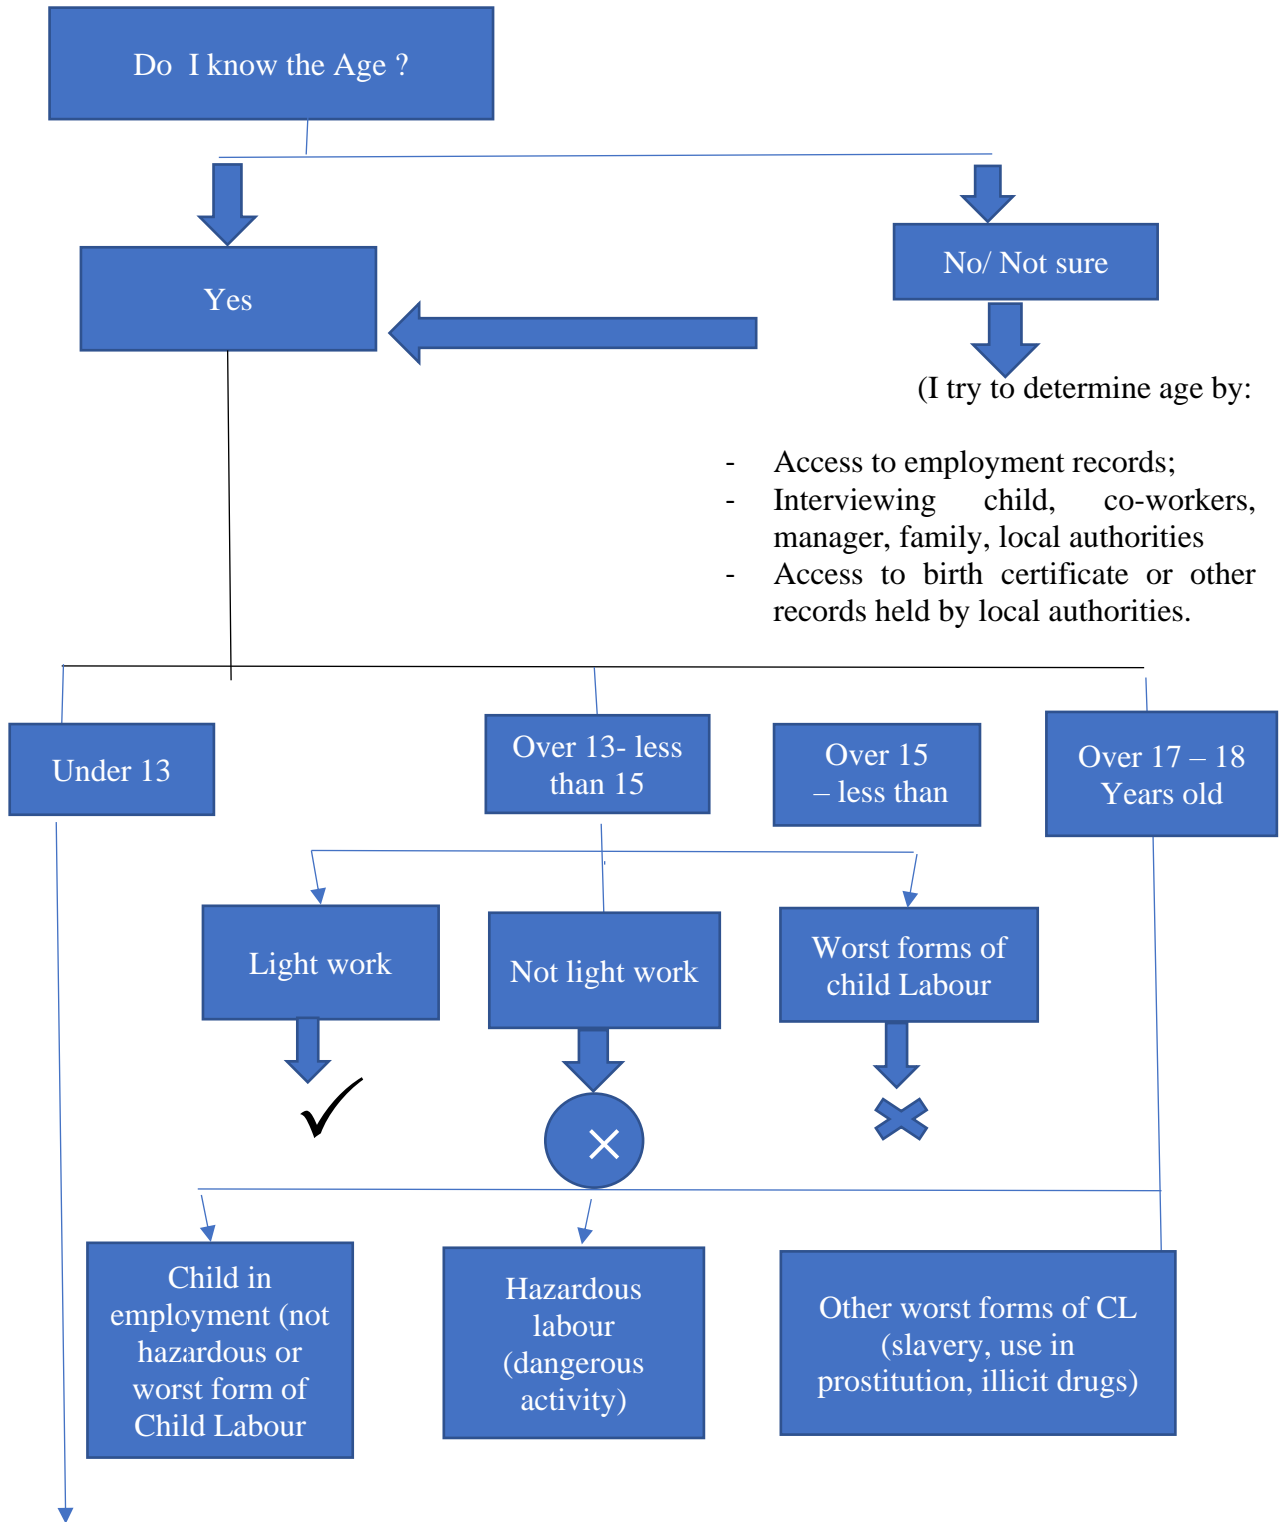 Do I know the Age ?
Yes
No/ Not sure
(I try to determine age by:
- Access to employment records;
- Interviewing child, co-workers,
manager, family, local authorities
- Access to birth certificate or other
records held by local authorities.
Under 13
Over 13- less
than 15
Over 15
– less than
Over 17 – 18
Years old
Light work
Not light work
Worst forms of
child Labour
Child in
employment (not
hazardous or
worst form of
Child Labour
Hazardous
labour
(dangerous
activity)
Other worst forms of CL
(slavery, use in
prostitution, illicit drugs)